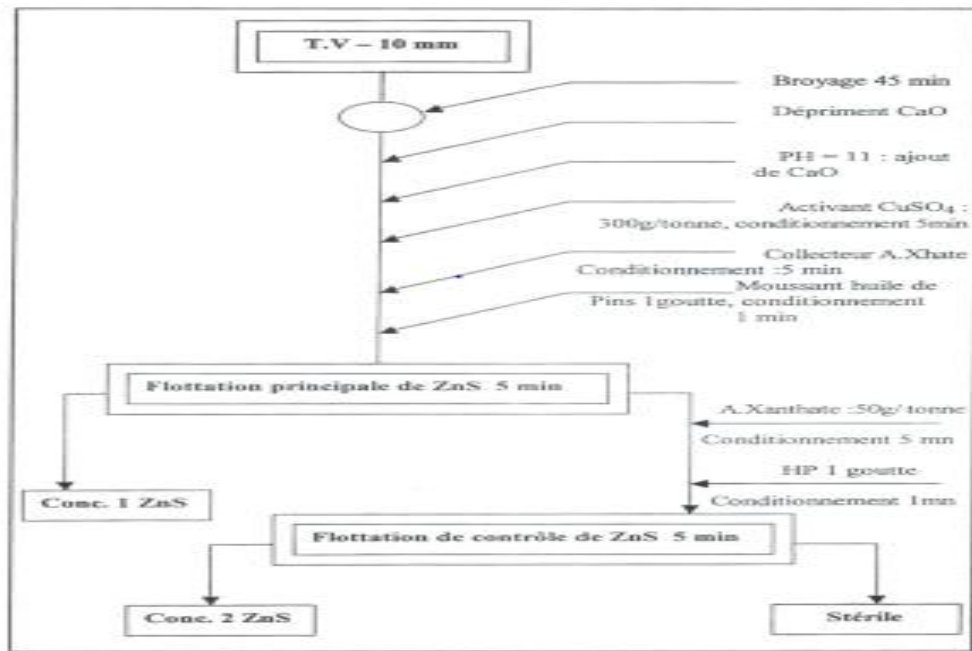 T.V – 10 mm
Broyage 45 min
Dépriment CaO
PH = 11 : ajout
de CaO
Activant CuSO₄ :
300g/tonne, conditionnement 5min
Collecteur A.Xhate
Conditionnement :5 min
Moussant huile de
Pins 1goutte, conditionnement
1 min
Flottation principale de ZnS 5 min
A.Xanthate :50g/ tonne
Conditionnement 5 mn
HP 1 goutte
Conditionnement 1mn
Conc. 1 ZnS
Flottation de contrôle de ZnS 5 min
Conc. 2 ZnS
Stérile